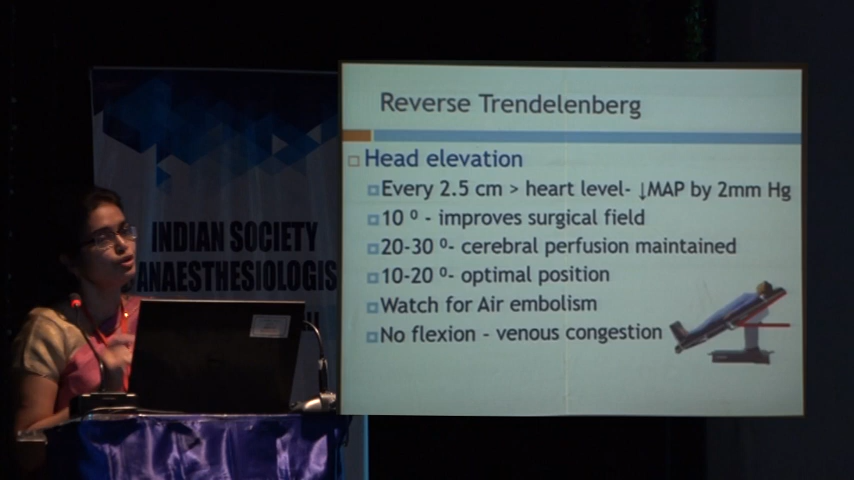 Reverse Trendelenberg
Head elevation
Every 2.5 cm > heart level- ↓MAP by 2mm Hg
10 º - improves surgical field
20-30 º- cerebral perfusion maintained
10-20 º- optimal position
Watch for Air embolism
No flexion - venous congestion
INDIAN SOCIETY
ANAESTHESIOLOGIS